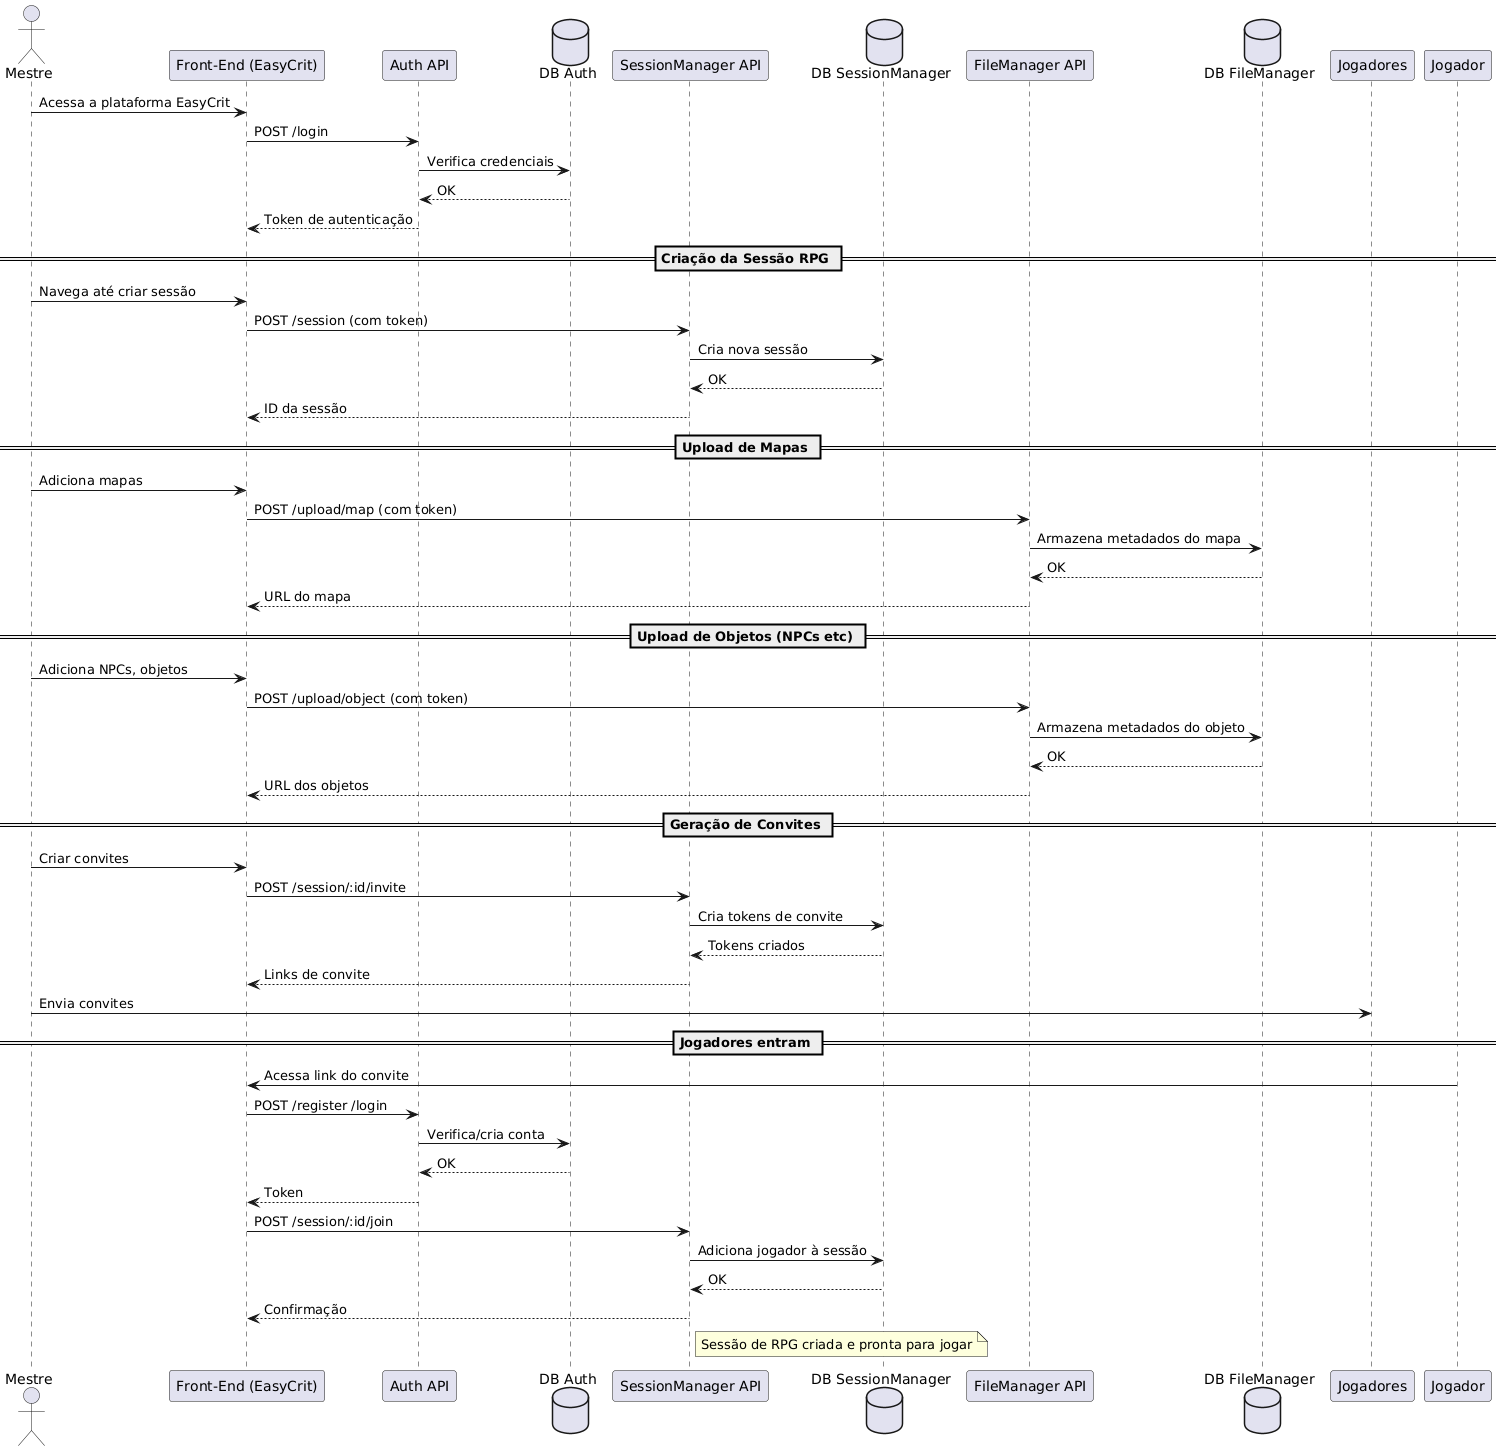 Mestre
Front-End (EasyCrit)
Auth API
DB Auth
SessionManager API
DB SessionManager
FileManager API
DB FileManager
Jogadores
Jogador
Acessa a plataforma EasyCrit
POST /login
Verifica credenciais
OK
Token de autenticação
Criação da Sessão RPG
Navega até criar sessão
POST /session (com token)
Cria nova sessão
OK
ID da sessão
Upload de Mapas
Adiciona mapas
POST /upload/map (com token)
Armazena metadados do mapa
OK
URL do mapa
Upload de Objetos (NPCs etc)
Adiciona NPCs, objetos
POST /upload/object (com token)
Armazena metadados do objeto
OK
URL dos objetos
Geração de Convites
Criar convites
POST /session/:id/invite
Cria tokens de convite
Tokens criados
Links de convite
Envia convites
Jogadores entram
Acessa link do convite
POST /register /login
Verifica/cria conta
OK
Token
POST /session/:id/join
Adiciona jogador à sessão
OK
Confirmação
Sessão de RPG criada e pronta para jogar
Mestre
Front-End (EasyCrit)
Auth API
DB Auth
SessionManager API
DB SessionManager
FileManager API
DB FileManager
Jogadores
Jogador